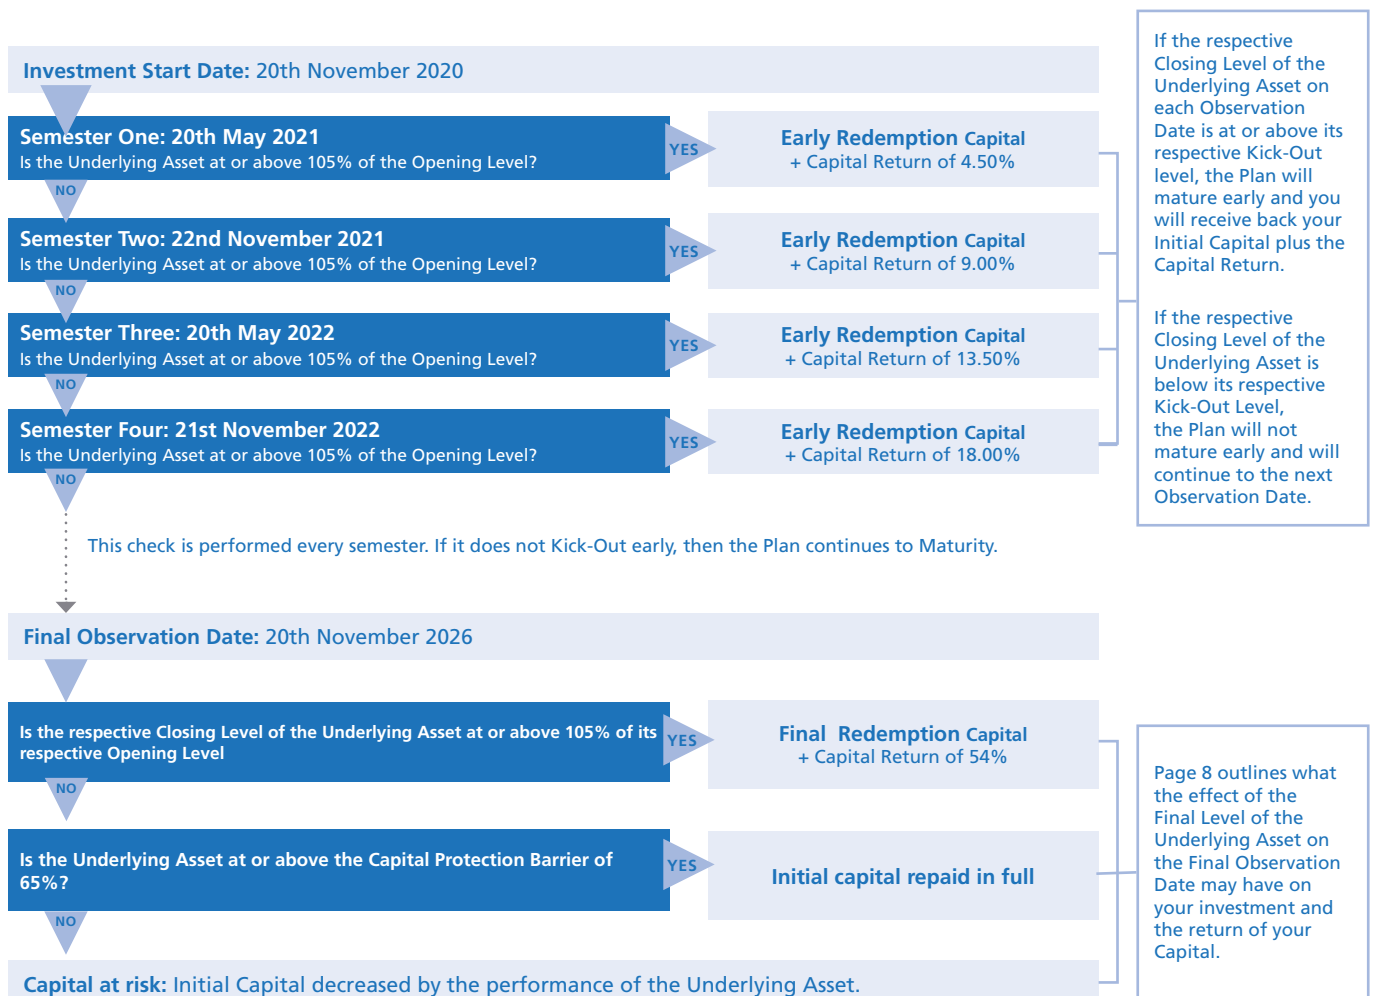 Investment Start Date: 20th November 2020
Semester One: 20th May 2021
Is the Underlying Asset at or above 105% of the Opening Level?
YES
Early Redemption Capital
+ Capital Return of 4.50%
NO
Semester Two: 22nd November 2021
Is the Underlying Asset at or above 105% of the Opening Level?
YES
Early Redemption Capital
+ Capital Return of 9.00%
NO
Semester Three: 20th May 2022
Is the Underlying Asset at or above 105% of the Opening Level?
YES
Early Redemption Capital
+ Capital Return of 13.50%
NO
Semester Four: 21st November 2022
Is the Underlying Asset at or above 105% of the Opening Level?
YES
Early Redemption Capital
+ Capital Return of 18.00%
NO
If the respective
Closing Level of the
Underlying Asset on
each Observation
Date is at or above its
respective Kick-Out
level, the Plan will
mature early and you
will receive back your
Initial Capital plus the
Capital Return.
If the respective
Closing Level of the
Underlying Asset is
below its respective
Kick-Out Level,
the Plan will not
mature early and will
continue to the next
Observation Date.
This check is performed every semester. If it does not Kick-Out early, then the Plan continues to Maturity.
Final Observation Date: 20th November 2026
Is the respective Closing Level of the Underlying Asset at or above 105% of its
respective Opening Level
YES
Final Redemption Capital
+ Capital Return of 54%
NO
Is the Underlying Asset at or above the Capital Protection Barrier of
65%?
YES
Initial capital repaid in full
NO
Capital at risk: Initial Capital decreased by the performance of the Underlying Asset.
Page 8 outlines what
the effect of the
Final Level of the
Underlying Asset on
the Final Observation
Date may have on
your investment and
the return of your
Capital.